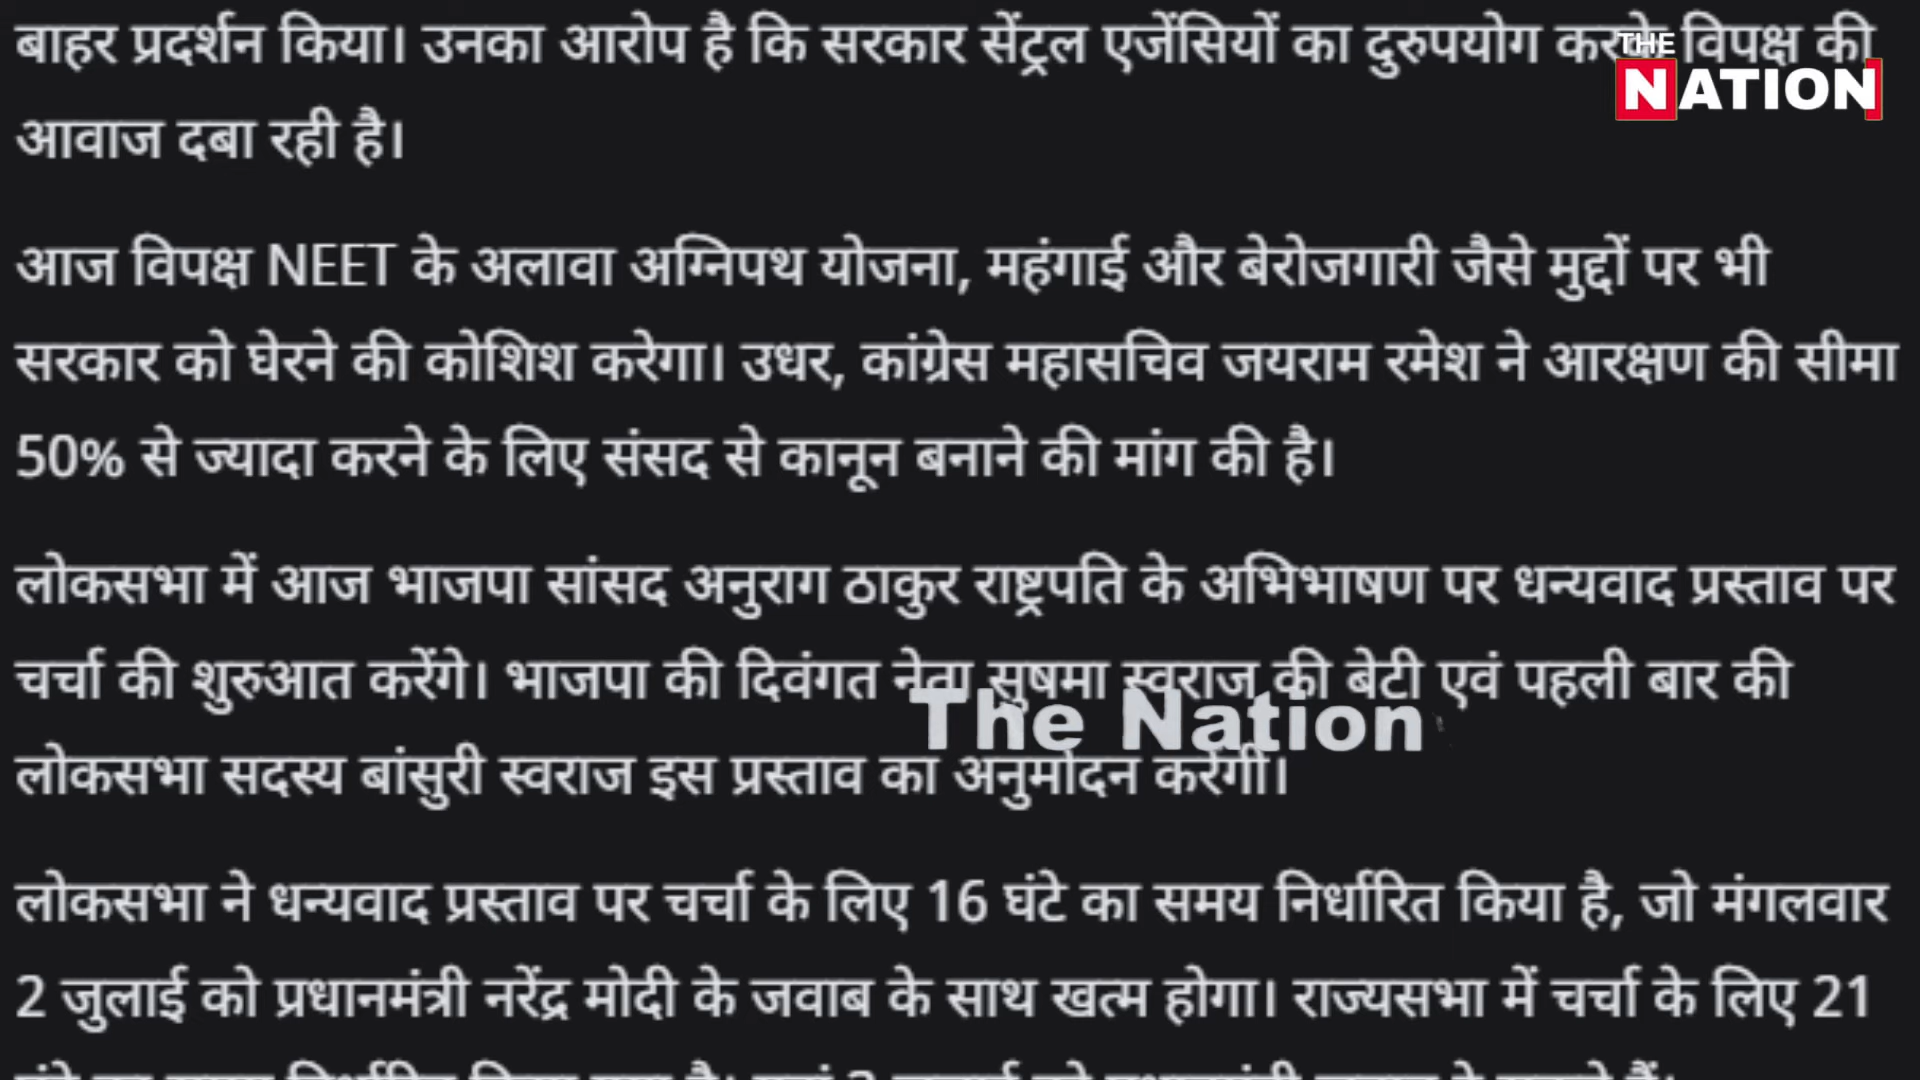 बाहर प्रदर्शन किया। उनका आरोप है कि सरकार सेंट्रल एजेंसियों का दुरुपयोग करके विपक्ष की
THE
NATION
आवाज दबा रही है।
आज विपक्ष NEET के अलावा अग्निपथ योजना, महंगाई और बेरोजगारी जैसे मुद्दों पर भी
सरकार को घेरने की कोशिश करेगा। उधर, कांग्रेस महासचिव जयराम रमेश ने आरक्षण की सीमा
50% से ज्यादा करने के लिए संसद से कानून बनाने की मांग की है।
लोकसभा में आज भाजपा सांसद अनुराग ठाकुर राष्ट्रपति के अभिभाषण पर धन्यवाद प्रस्ताव पर
चर्चा की शुरुआत करेंगे। भाजपा की दिवंगत नेता सुषमा स्वराज की बेटी एवं पहली बार की
The Nation
लोकसभा सदस्य बांसुरी स्वराज इस प्रस्ताव का अनुमोदन करेंगी।
लोकसभा ने धन्यवाद प्रस्ताव पर चर्चा के लिए 16 घंटे का समय निर्धारित किया है, जो मंगलवार
2 जुलाई को प्रधानमंत्री नरेंद्र मोदी के जवाब के साथ खत्म होगा। राज्यसभा में चर्चा के लिए 21